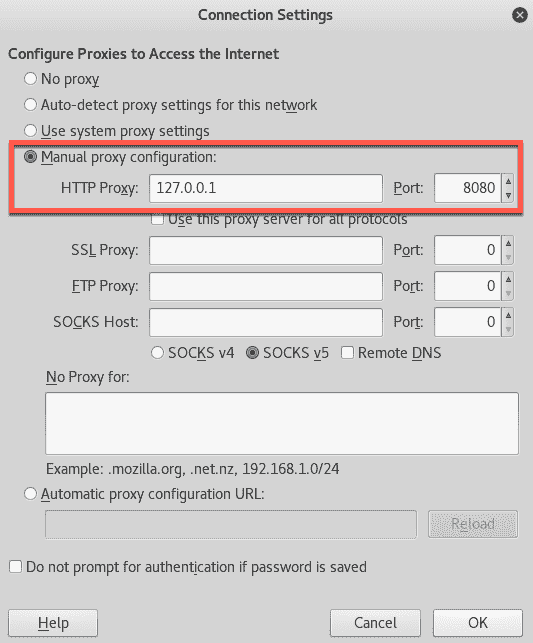 Connection Settings
Configure Proxies to Access the Internet
No proxy
Auto-detect proxy settings for this network
Use system proxy settings
Manual proxy configuration:
HTTP Proxy: 127.0.0.1 Port: 8080
Use this proxy server for all protocols
SSL Proxy: Port: 0
FTP Proxy: Port: 0
SOCKS Host: Port: 0
SOCKS v4 SOCKS v5 Remote DNS
No Proxy for:
Example: .mozilla.org, .net.nz, 192.168.1.0/24
Automatic proxy configuration URL:
Reload
Do not prompt for authentication if password is saved
Help Cancel OK